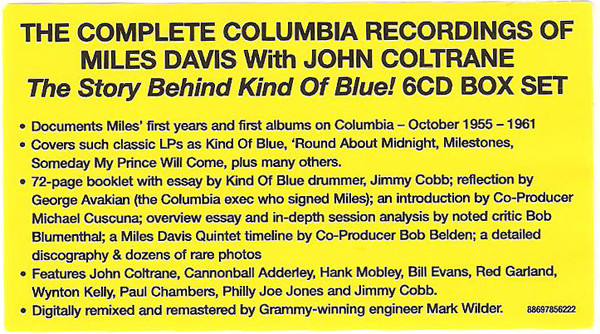 THE COMPLETE COLUMBIA RECORDINGS OF
MILES DAVIS With JOHN COLTRANE
The Story Behind Kind Of Blue! 6CD BOX SET
• Documents Miles' first years and first albums on Columbia – October 1955 – 1961
• Covers such classic LPs as Kind Of Blue, 'Round About Midnight, Milestones,
Someday My Prince Will Come, plus many others.
• 72-page booklet with essay by Kind Of Blue drummer, Jimmy Cobb; reflection by
George Avakian (the Columbia exec who signed Miles); an introduction by Co-Producer
Michael Cuscuna; overview essay and in-depth session analysis by noted critic Bob
Blumenthal; a Miles Davis Quintet timeline by Co-Producer Bob Belden; a detailed
discography & dozens of rare photos
• Features John Coltrane, Cannonball Adderley, Hank Mobley, Bill Evans, Red Garland,
Wynton Kelly, Paul Chambers, Philly Joe Jones and Jimmy Cobb.
• Digitally remixed and remastered by Grammy-winning engineer Mark Wilder. 88697856222